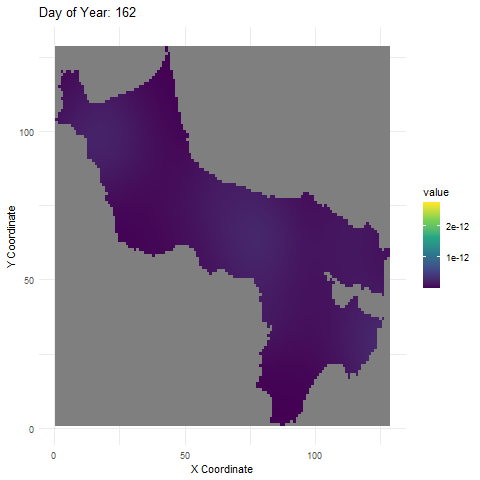 Day of Year: 162
Y Coordinate
100
50
0
0
50
100
X Coordinate
value
2e-12
1e-12